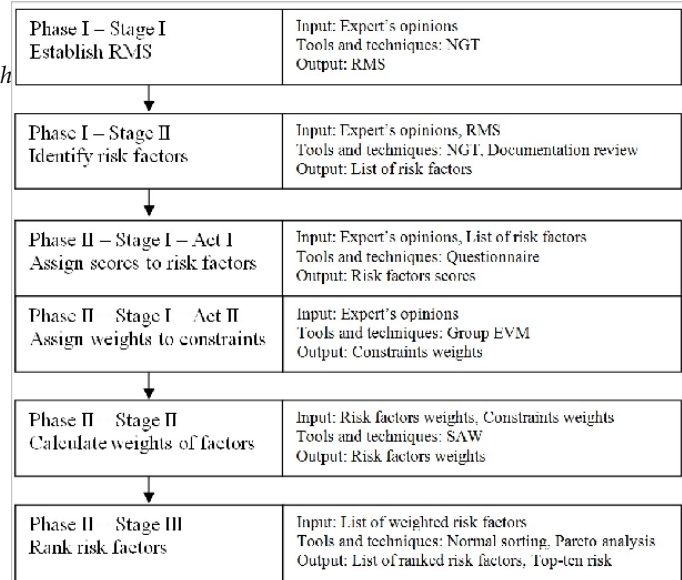 h
Phase I – Stage I
Establish RMS
Input: Expert's opinions
Tools and techniques: NGT
Output: RMS
Phase I – Stage II
Identify risk factors
Input: Expert's opinions, RMS
Tools and techniques: NGT, Documentation review
Output: List of risk factors
Phase II – Stage I – Act I
Assign scores to risk factors
Input: Expert's opinions, List of risk factors
Tools and techniques: Questionnaire
Output: Risk factors scores
Phase II – Stage I – Act II
Assign weights to constraints
Input: Expert's opinions
Tools and techniques: Group EVM
Output: Constraints weights
Phase II – Stage II
Calculate weights of factors
Input: Risk factors weights, Constraints weights
Tools and techniques: SAW
Output: Risk factors weights
Phase II – Stage III
Rank risk factors
Input: List of weighted risk factors
Tools and techniques: Normal sorting, Pareto analysis
Output: List of ranked risk factors, Top-ten risk